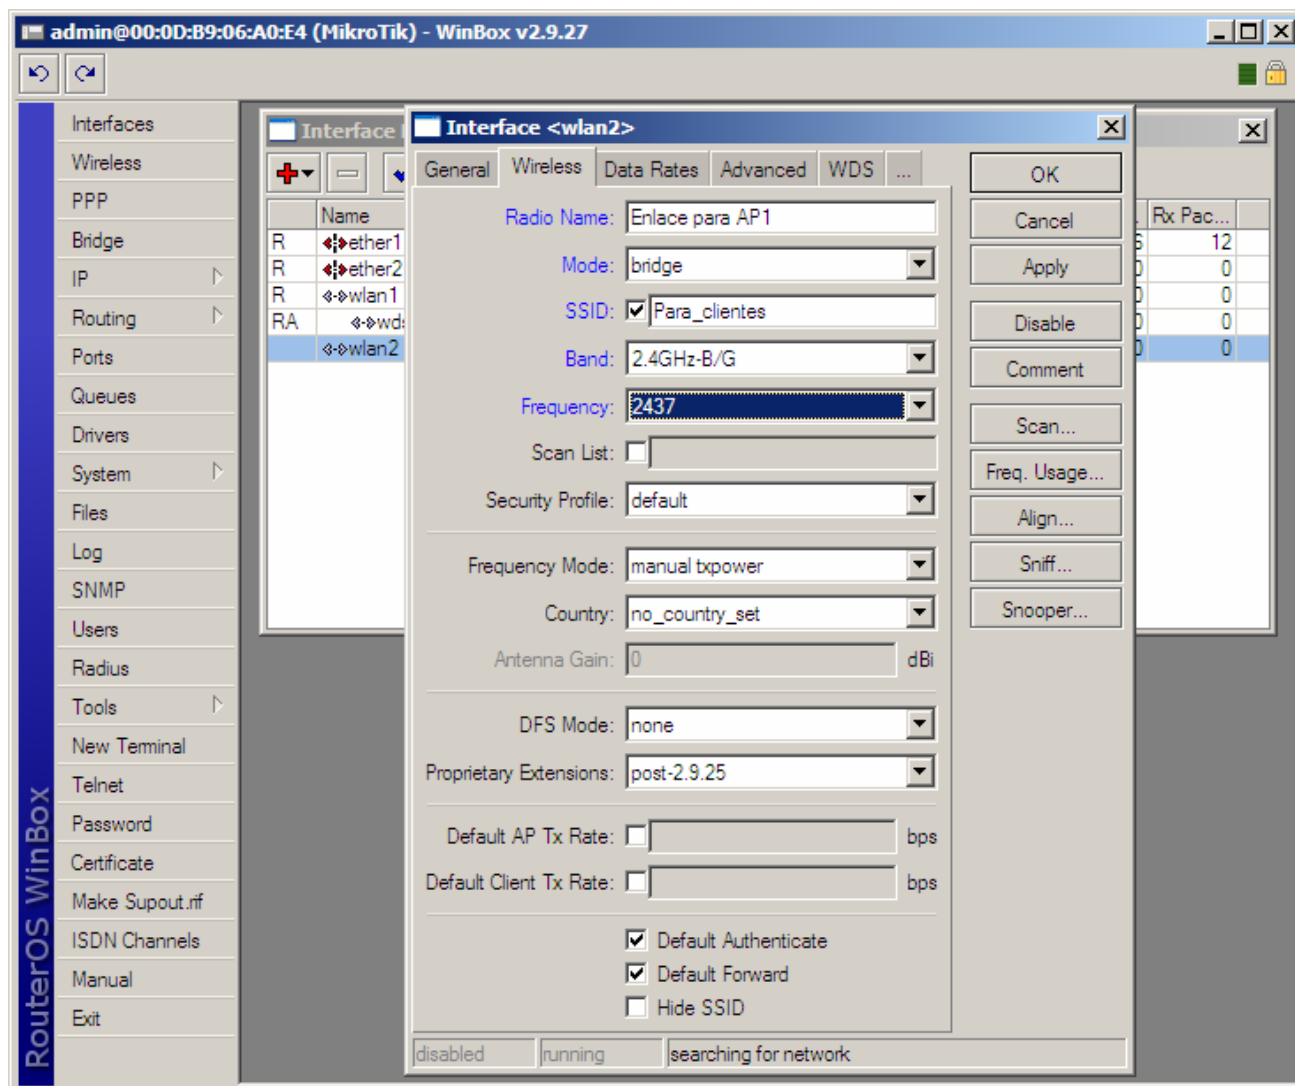 admin@00:0D:B9:06:A0:E4 (MikroTik) - WinBox v2.9.27
RouterOS WinBox
Interfaces
Wireless
PPP
Bridge
IP
Routing
Ports
Queues
Drivers
System
Files
Log
SNMP
Users
Radius
Tools
New Terminal
Telnet
Password
Certificate
Make Supout.rif
ISDN Channels
Manual
Exit
Interface
Name
Rx Pac...
R ether1 12
R ether2 0
R wlan1 0
RA wds 0
wlan2 0
Interface <wlan2>
General Wireless Data Rates Advanced WDS ...
Radio Name: Enlace para AP1
Mode: bridge
SSID: Para_clientes
Band: 2.4GHz-B/G
Frequency: 2437
Scan List:
Security Profile: default
Frequency Mode: manual txpower
Country: no_country_set
Antenna Gain: 0 dBi
DFS Mode: none
Proprietary Extensions: post-2.9.25
Default AP Tx Rate: bps
Default Client Tx Rate: bps
Default Authenticate
Default Forward
Hide SSID
disabled running searching for network
OK
Cancel
Apply
Disable
Comment
Scan...
Freq. Usage...
Align...
Sniff...
Snooper...